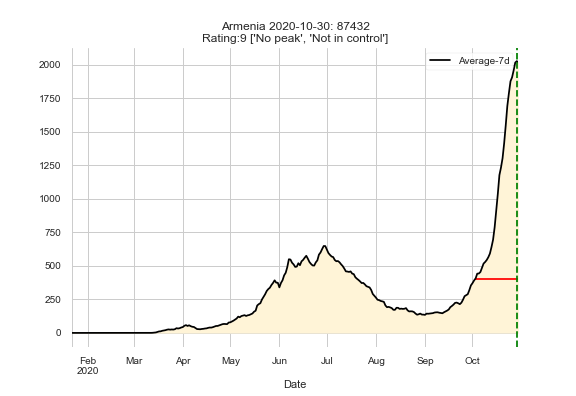 Armenia 2020-10-30: 87432
Rating:9 ['No peak', 'Not in control']
Average-7d
2000
1750
1500
1250
1000
750
500
250
0
Feb Mar Apr May Jun Jul Aug Sep Oct
2020
Date